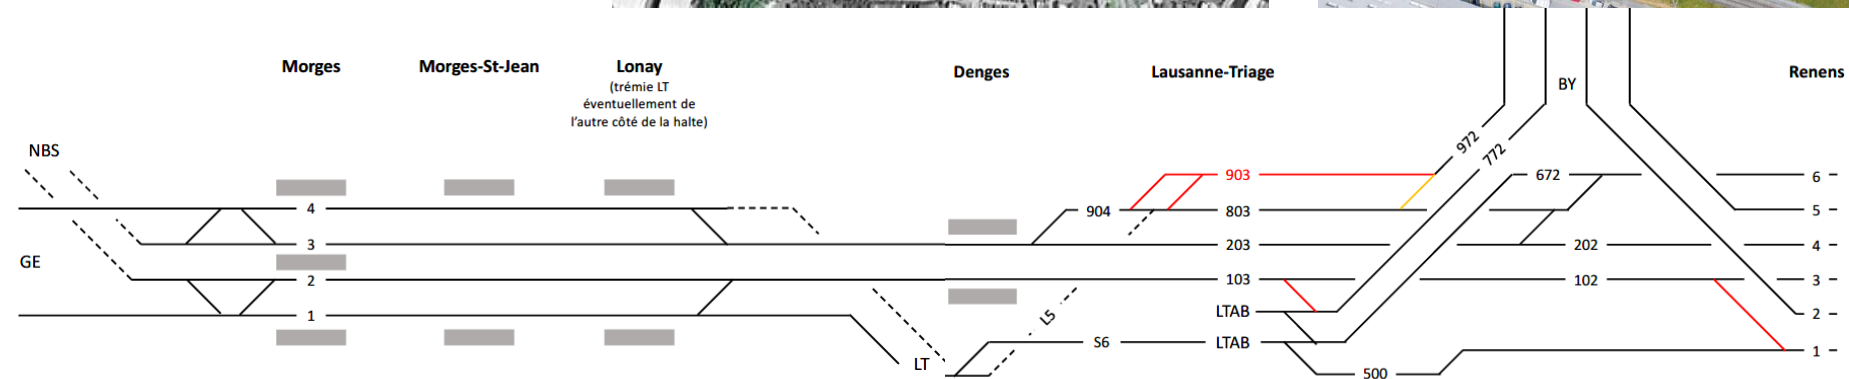 Morges
Morges-St-Jean
Lonay
(trémie LT
éventuellement de
l'autre côté de la halte)
Denges
Lausanne-Triage
BY
Renens
NBS
972
772
903
672
6
4
904
803
5
3
203
202
4
GE
2
103
102
3
1
L5
LTAB
2
S6
LTAB
1
LT
500